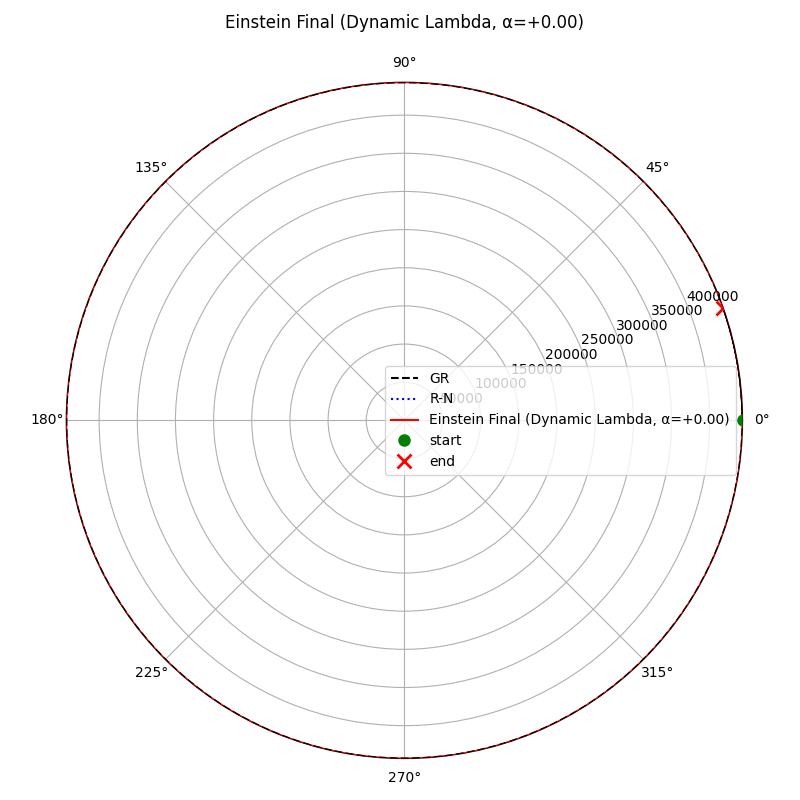 Einstein Final (Dynamic Lambda, α=+0.00)
90°
135°
45°
400000
350000
300000
250000
200000
150000
100000
GR
R-N
Einstein Final (Dynamic Lambda, α=+0.00)
start
end
180°
0°
225°
315°
270°